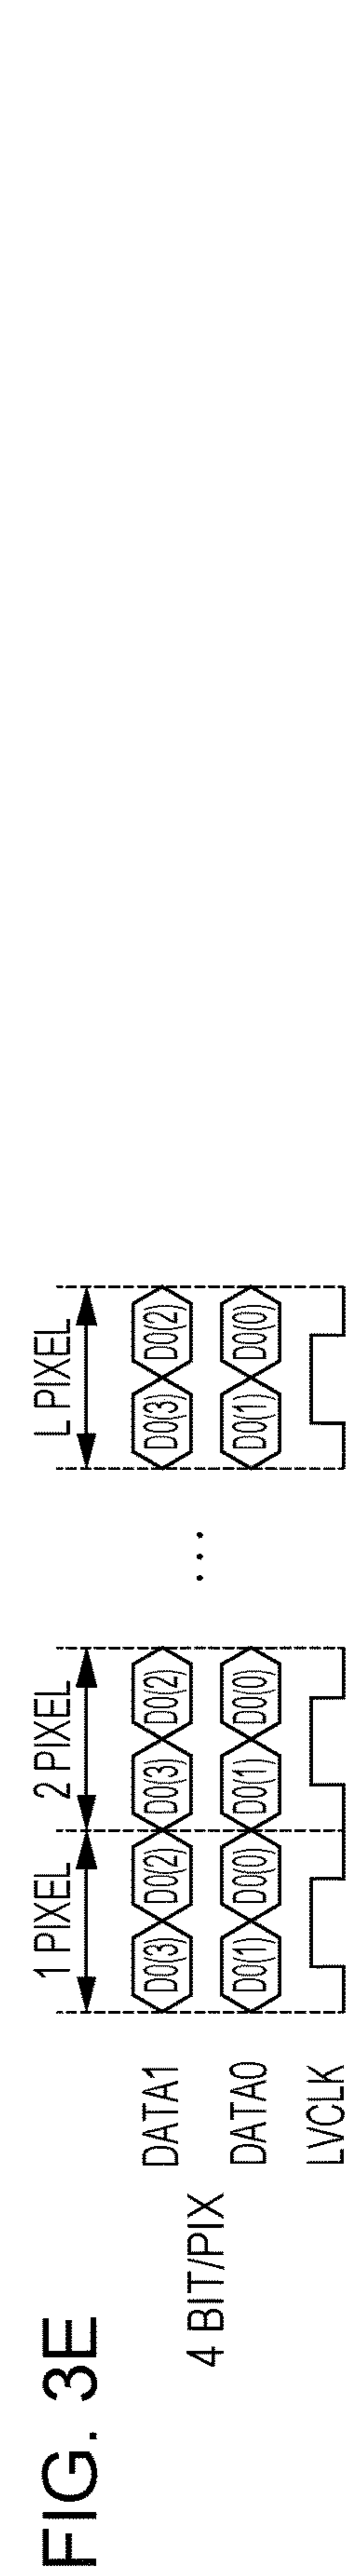 FIG. 3E
1 PIXEL 2 PIXEL L PIXEL
4 BIT/PIX
DATA1 D0(3) D0(2) D0(3) D0(2) D0(3) D0(2)
...
DATA0 D0(1) D0(0) D0(1) D0(0) D0(1) D0(0)
LVCLK